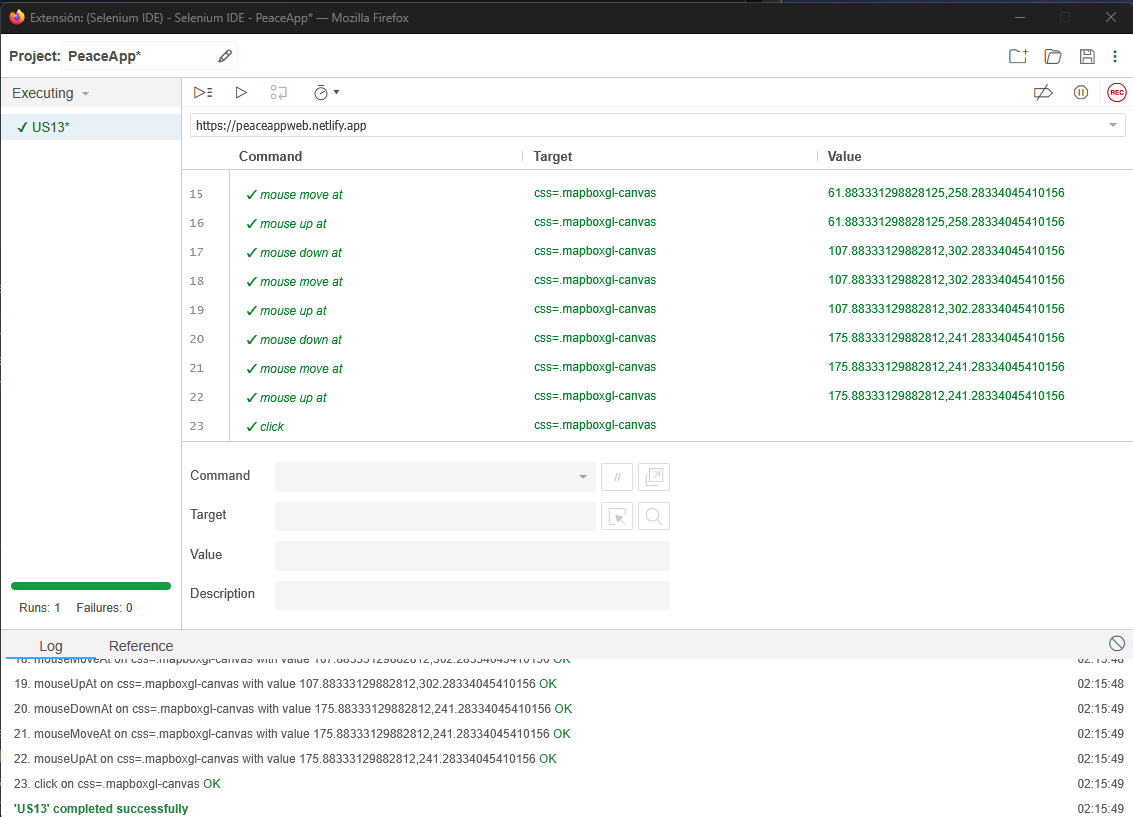 Extensión: (Selenium IDE) - Selenium IDE - PeaceApp* — Mozilla Firefox
Project: PeaceApp*
Executing
✓ US13*
REC
https://peaceappweb.netlify.app
Command Target Value
15 ✓ mouse move at css=.mapboxgl-canvas 61.883331298828125,258.28334045410156
16 ✓ mouse up at css=.mapboxgl-canvas 61.883331298828125,258.28334045410156
17 ✓ mouse down at css=.mapboxgl-canvas 107.88333129882812,302.28334045410156
18 ✓ mouse move at css=.mapboxgl-canvas 107.88333129882812,302.28334045410156
19 ✓ mouse up at css=.mapboxgl-canvas 107.88333129882812,302.28334045410156
20 ✓ mouse down at css=.mapboxgl-canvas 175.88333129882812,241.28334045410156
21 ✓ mouse move at css=.mapboxgl-canvas 175.88333129882812,241.28334045410156
22 ✓ mouse up at css=.mapboxgl-canvas 175.88333129882812,241.28334045410156
23 ✓ click css=.mapboxgl-canvas
Command //
Target
Value
Description
Runs: 1 Failures: 0
Log Reference
18. mouseMoveAt on css=.mapboxgl-canvas with value 107.88333129882812,302.28334045410156 OK 02:15:48
19. mouseUpAt on css=.mapboxgl-canvas with value 107.88333129882812,302.28334045410156 OK 02:15:48
20. mouseDownAt on css=.mapboxgl-canvas with value 175.88333129882812,241.28334045410156 OK 02:15:49
21. mouseMoveAt on css=.mapboxgl-canvas with value 175.88333129882812,241.28334045410156 OK 02:15:49
22. mouseUpAt on css=.mapboxgl-canvas with value 175.88333129882812,241.28334045410156 OK 02:15:49
23. click on css=.mapboxgl-canvas OK 02:15:49
'US13' completed successfully 02:15:49